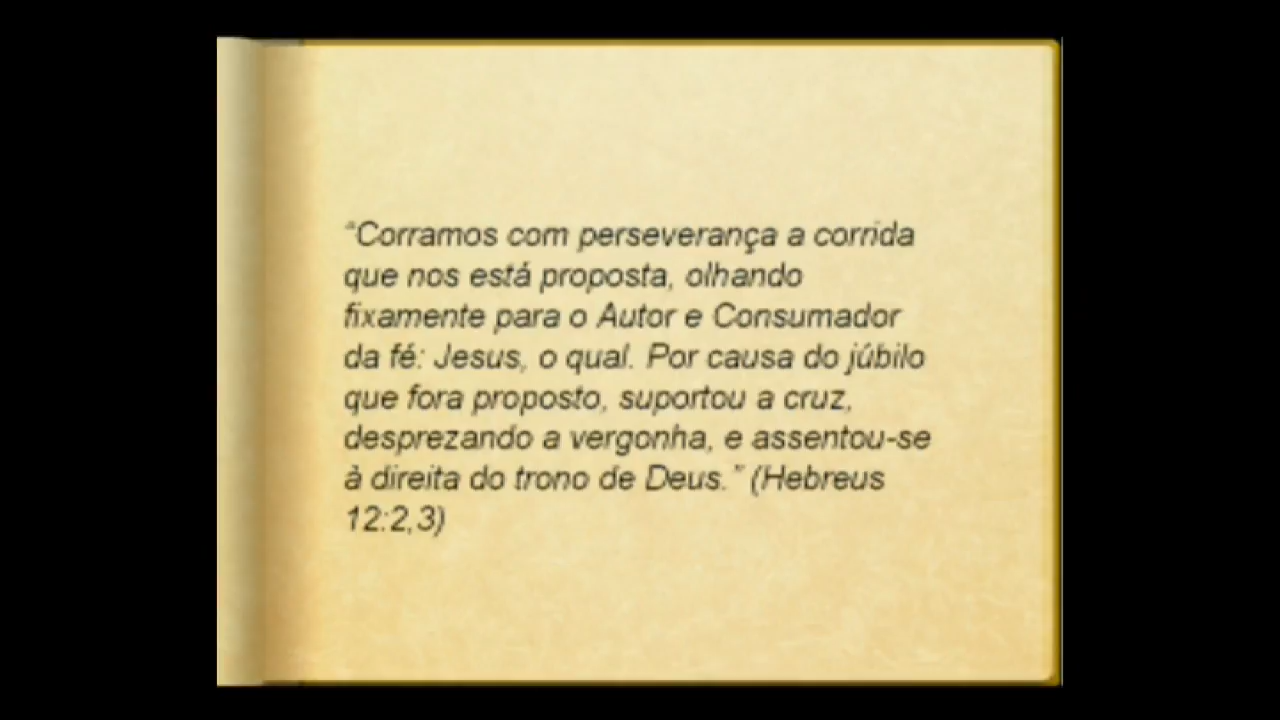 “Corramos com perseverança a corrida
que nos está proposta, olhando
fixamente para o Autor e Consumador
da fé: Jesus, o qual. Por causa do júbilo
que fora proposto, suportou a cruz,
desprezando a vergonha, e assentou-se
à direita do trono de Deus.” (Hebreus
12:2,3)